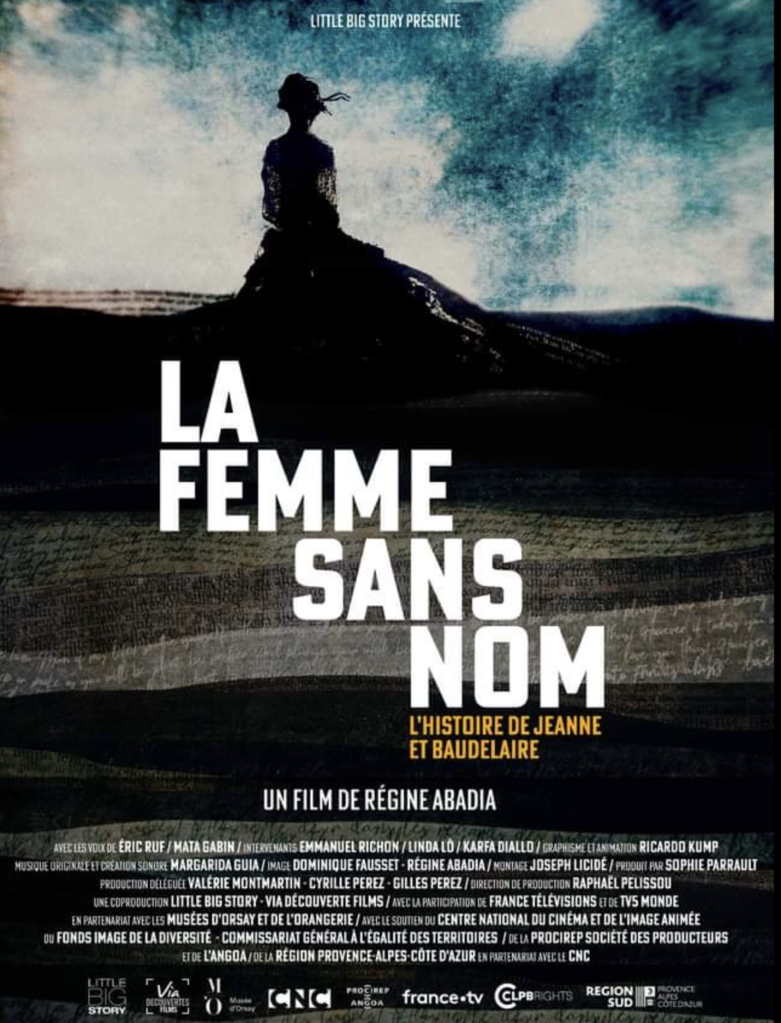 LITTLE BIG STORY PRÉSENTE
LA
FEMME
SANS
NOM
L'HISTOIRE DE JEANNE
ET BAUDELAIRE
UN FILM DE RÉGINE ABADIA
AVEC LES VOIX DE ÉRIC RUF / MATA GABIN / INTERVENANTS EMMANUEL RICHON / LINDA LÔ / KARFA DIALLO / GRAPHISME ET ANIMATION RICARDO KUMP
MUSIQUE ORIGINALE ET CRÉATION SONORE MARGARIDA GUIA / IMAGE DOMINIQUE FAUSSET - RÉGINE ABADIA / MONTAGE JOSEPH LICIDÉ / PRODUIT PAR SOPHIE PARRAULT
PRODUCTION DÉLÉGUÉE VALÉRIE MONTMARTIN - CYRILLE PEREZ - GILLES PEREZ / DIRECTION DE PRODUCTION RAPHAËL PELISSOU
UNE COPRODUCTION LITTLE BIG STORY - VIA DÉCOUVERTE FILMS / AVEC LA PARTICIPATION DE FRANCE TÉLÉVISIONS ET DE TV5 MONDE
EN PARTENARIAT AVEC LES MUSÉES D'ORSAY ET DE L'ORANGERIE / AVEC LE SOUTIEN DU CENTRE NATIONAL DU CINÉMA ET DE L'IMAGE ANIMÉE
DU FONDS IMAGE DE LA DIVERSITÉ - COMMISSARIAT GÉNÉRAL À L'ÉGALITÉ DES TERRITOIRES / DE LA PROCIREP SOCIÉTÉ DES PRODUCTEURS
ET DE L'ANGOA / DE LA RÉGION PROVENCE-ALPES-CÔTE D'AZUR EN PARTENARIAT AVEC LE CNC
LITTLE BIG STORY
Via DECOUVERTES FILMS
M'O Musée d'Orsay
CNC
PROCIREP ANGOA
france•tv
CLPBRIGHTS
REGION SUD PROVENCE ALPES CÔTE D'AZUR